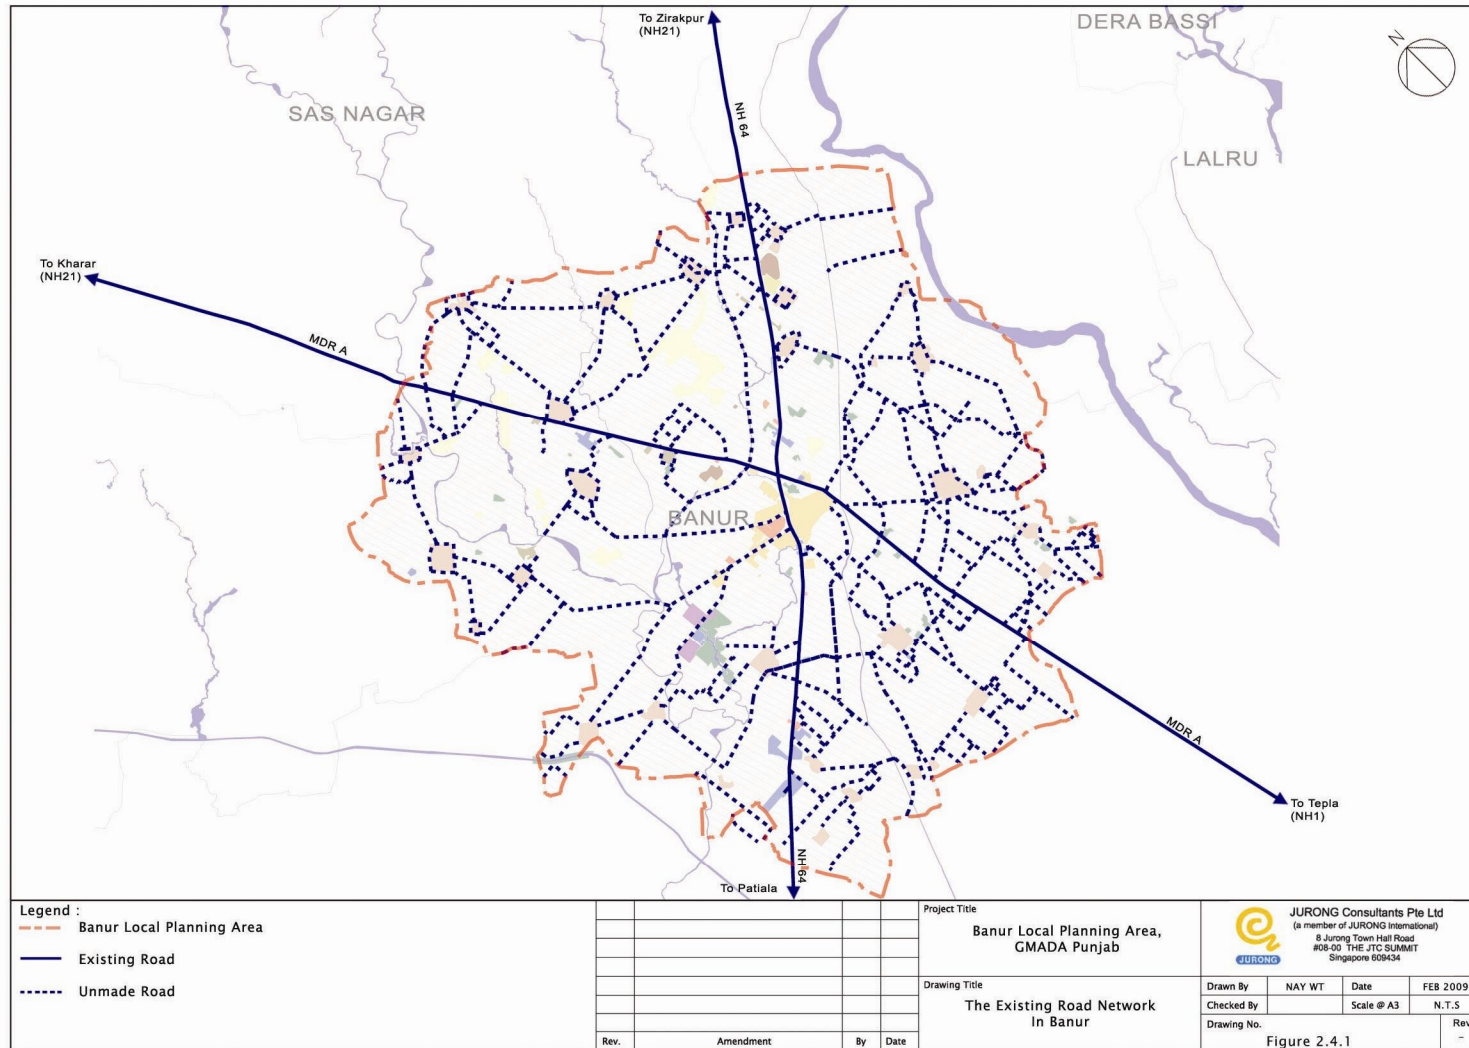 To Zirakpur
(NH21)
DERA BASSI
N
SAS NAGAR
NH 64
LALRU
To Kharar
(NH21)
MDR A
BANUR
MDR A
To Tepla
(NH1)
NH 64
To Patiala
Legend :
Banur Local Planning Area
Existing Road
Unmade Road
Rev.
Amendment
By
Date
Project Title
Banur Local Planning Area,
GMADA Punjab
Drawing Title
The Existing Road Network
In Banur
JURONG
JURONG Consultants Pte Ltd
(a member of JURONG International)
8 Jurong Town Hall Road
#08-00 THE JTC SUMMIT
Singapore 609434
Drawn By
NAY WT
Date
FEB 2009
Checked By
Scale @ A3
N.T.S
Drawing No.
Figure 2.4.1
Rev
-